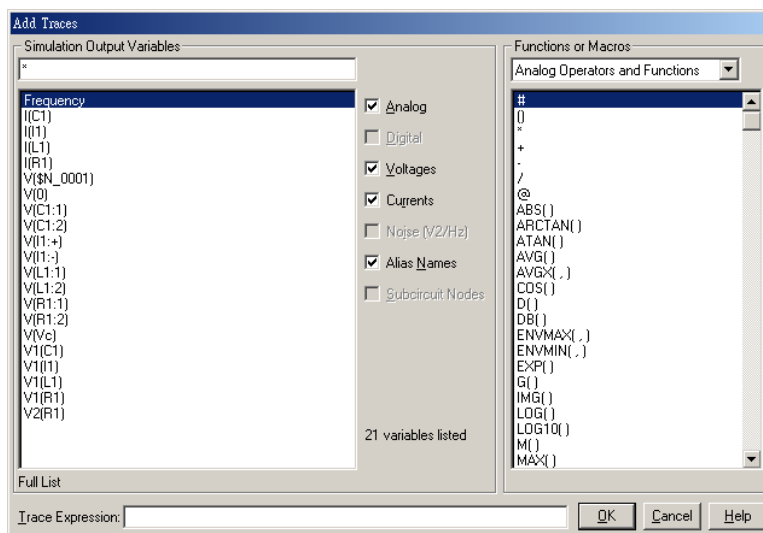 Add Traces
Simulation Output Variables
*
Frequency
I(C1)
I(I1)
I(L1)
I(R1)
V($N_0001)
V(0)
V(C1:1)
V(C1:2)
V(I1:+)
V(I1:-)
V(L1:1)
V(L1:2)
V(R1:1)
V(R1:2)
V(Vc)
V1(C1)
V1(I1)
V1(L1)
V1(R1)
V2(R1)
Full List
Analog
Digital
Voltages
Currents
Noise (V2/Hz)
Alias Names
Subcircuit Nodes
21 variables listed
Functions or Macros
Analog Operators and Functions
#
()
*
+
-
/
@
ABS( )
ARCTAN( )
ATAN( )
AVG( )
AVGX( , )
COS( )
D( )
DB( )
ENVMAX( , )
ENVMIN( , )
EXP( )
G( )
IMG( )
LOG( )
LOG10( )
M( )
MAX( )
Trace Expression:
OK
Cancel
Help